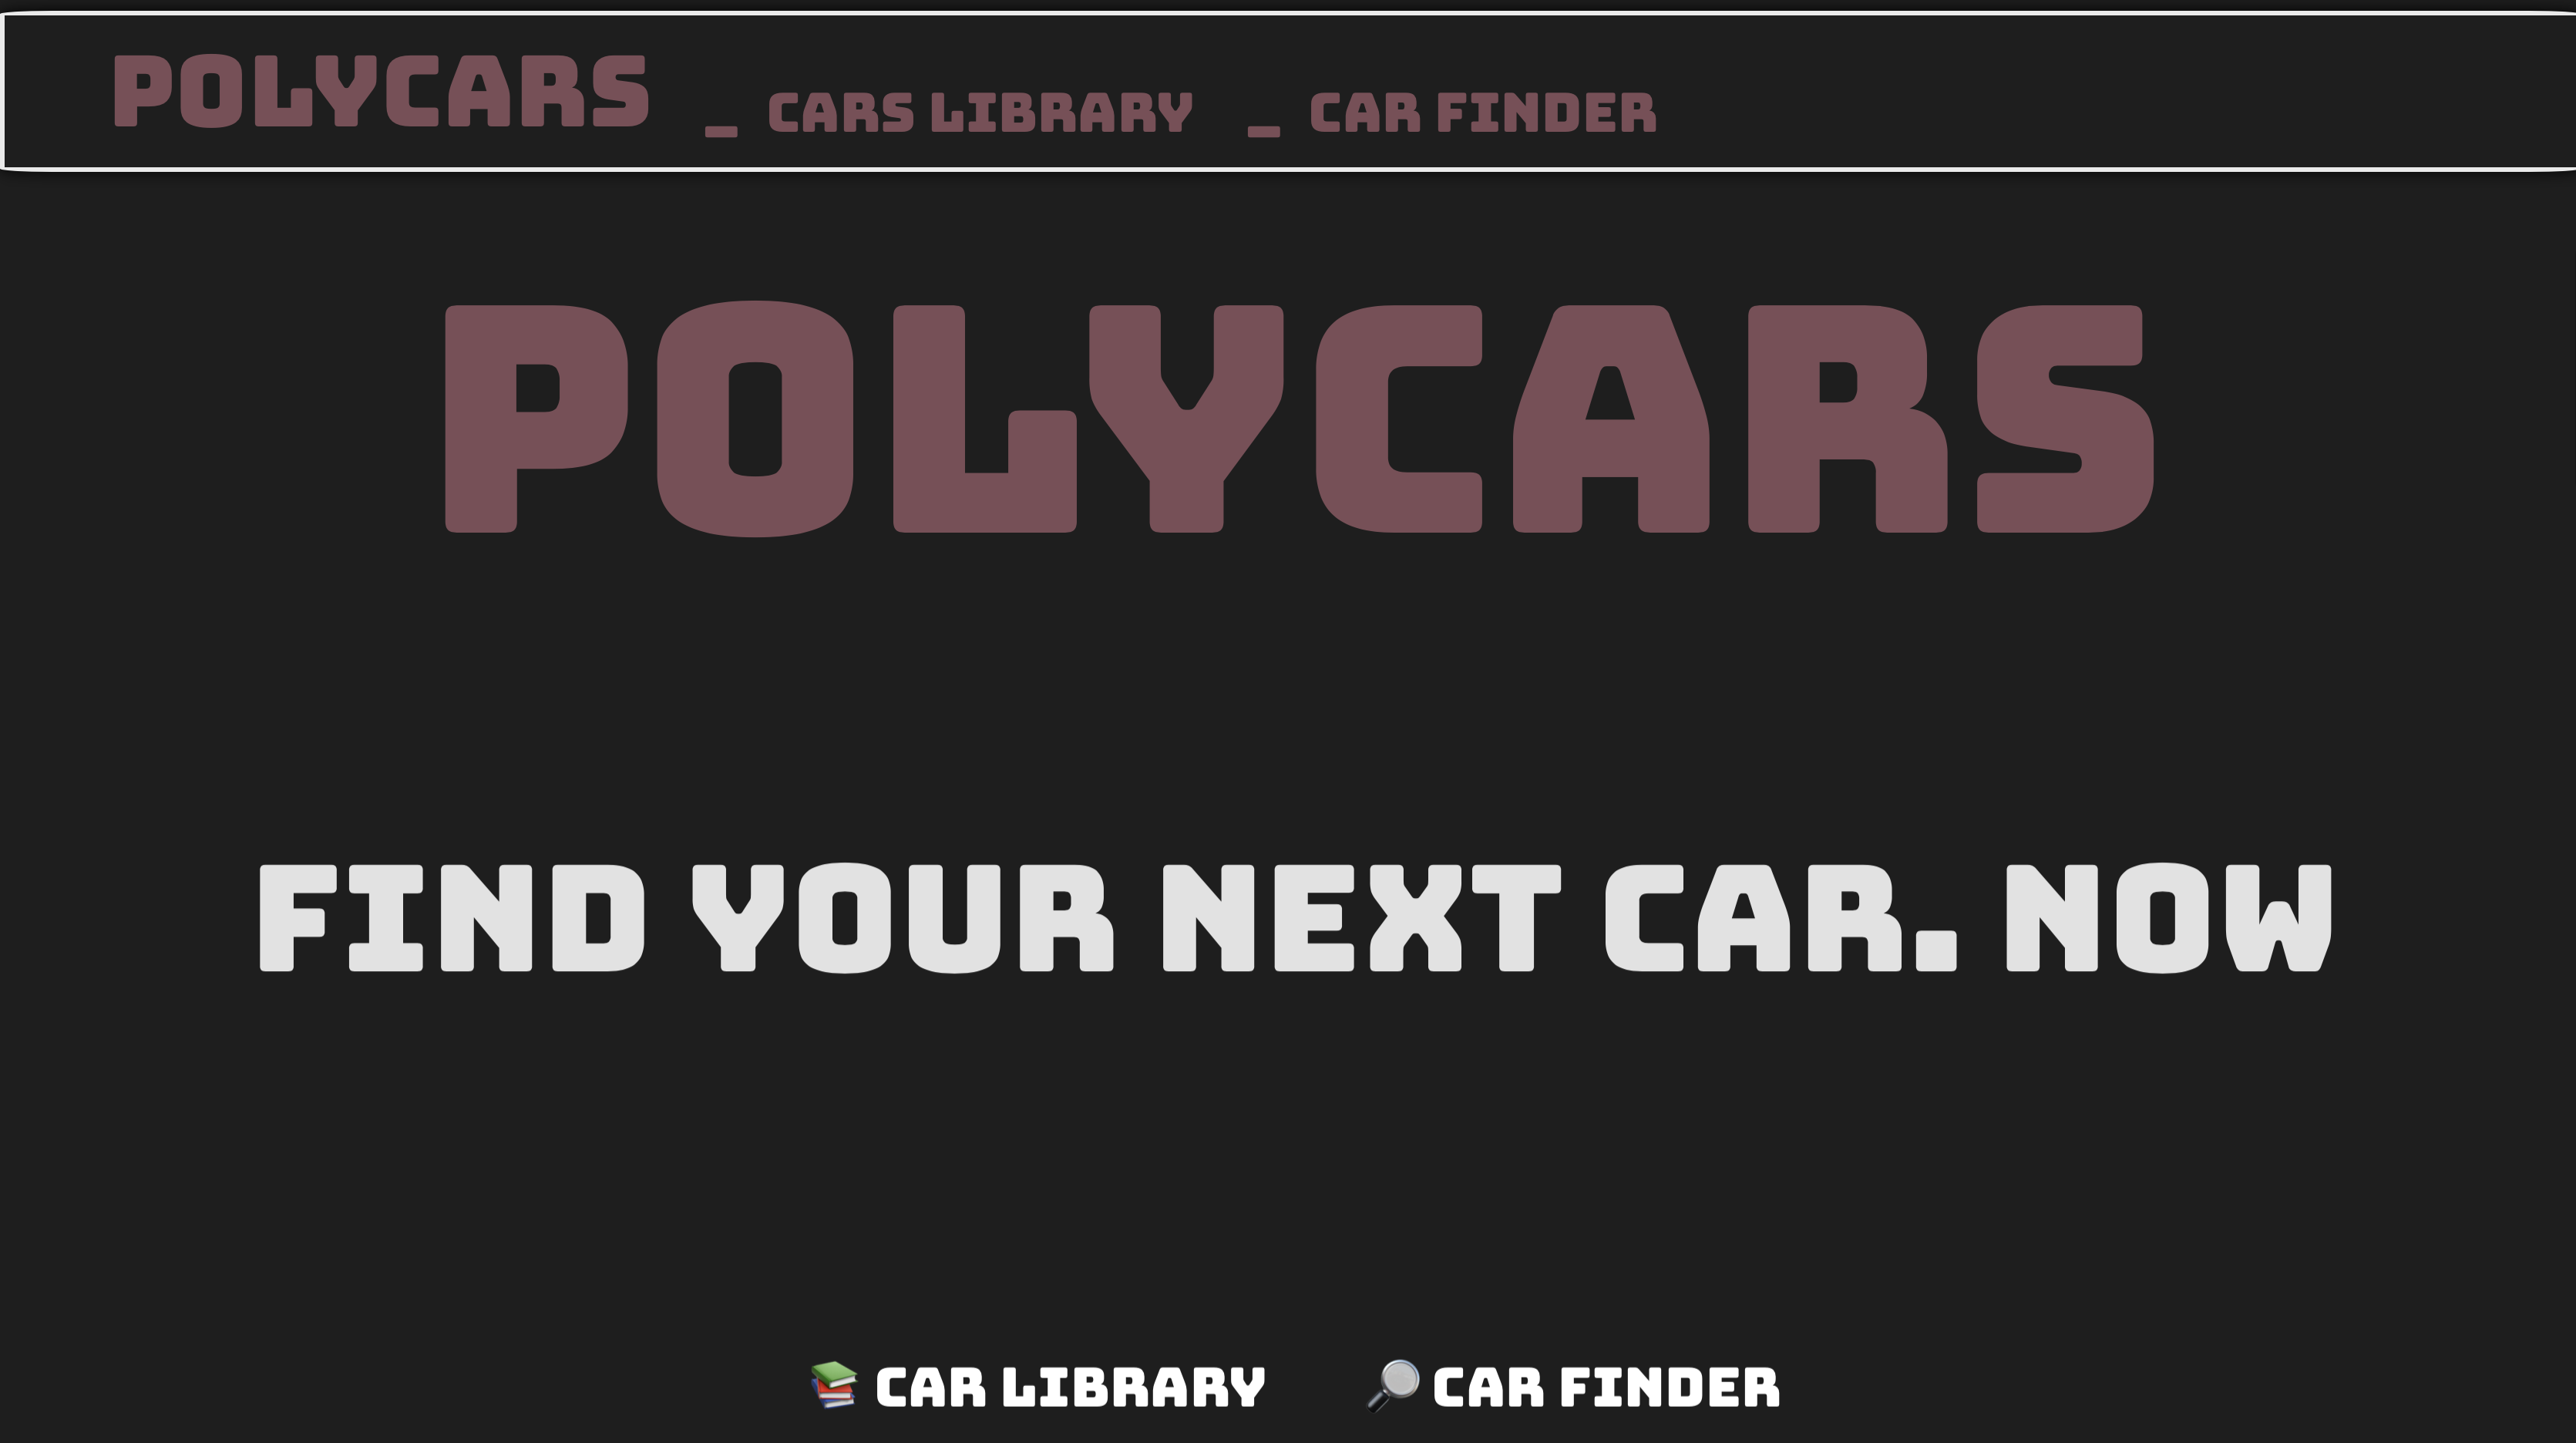 POLYCARS _ CARS LIBRARY _ CAR FINDER
POLYCARS
FIND YOUR NEXT CAR. NOW
📚 CAR LIBRARY 🔎 CAR FINDER